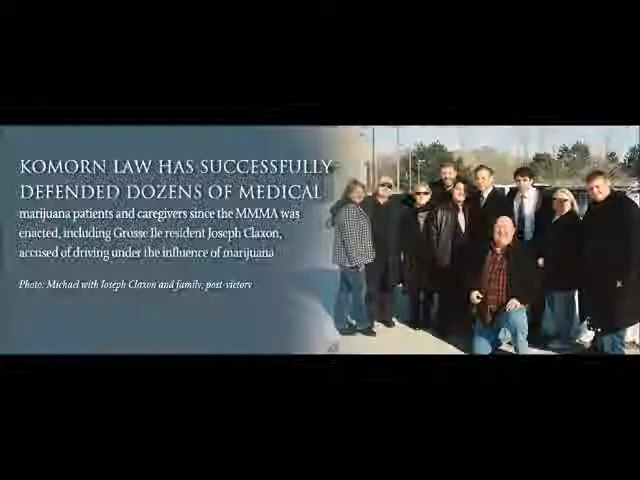 KOMORN LAW HAS SUCCESSFULLY
DEFENDED DOZENS OF MEDICAL
marijuana patients and caregivers since the MMMA was
enacted, including Grosse Ile resident Joseph Claxon,
accused of driving under the influence of marijuana
Photo: Michael with Joseph Claxon and family, post-victory